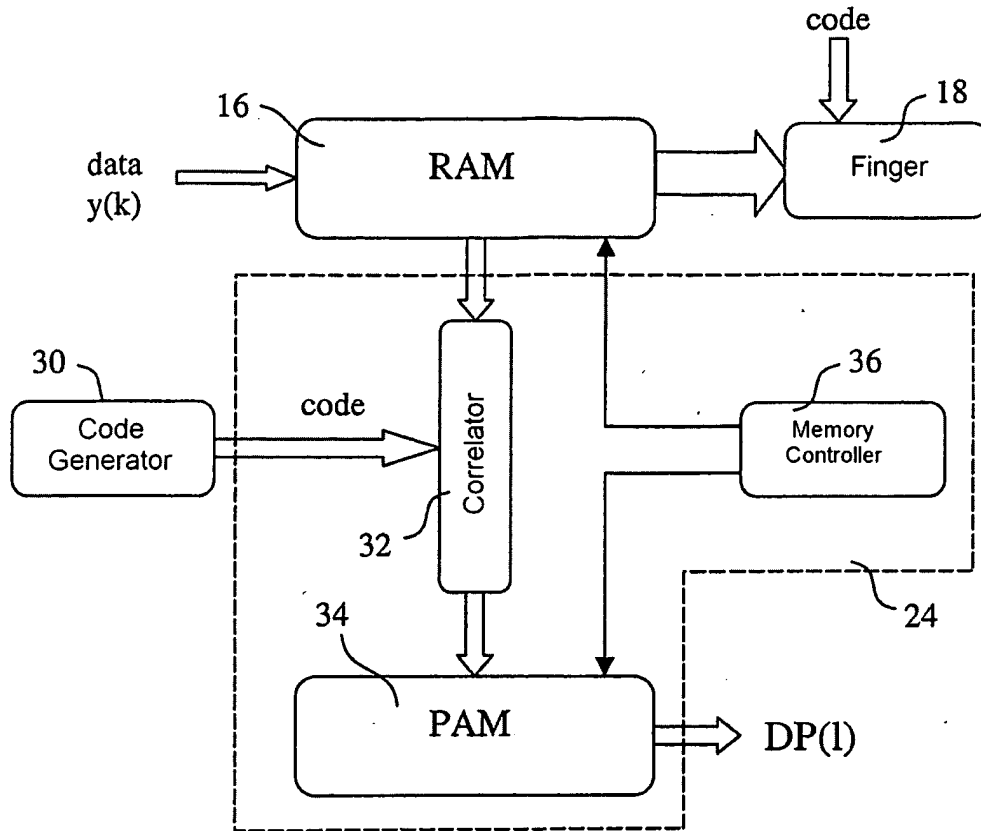 code
16
18
data
y(k)
RAM
Finger
30
36
code
Code
Generator
Correlator
Memory
Controller
32
34
24
PAM
DP(l)